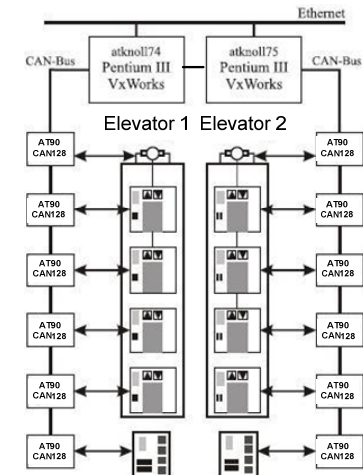 Ethernet
atknoll74
Pentium III
VxWorks
atknoll75
Pentium III
VxWorks
CAN-Bus
CAN-Bus
Elevator 1
Elevator 2
AT90
CAN128
AT90
CAN128
AT90
CAN128
AT90
CAN128
AT90
CAN128
AT90
CAN128
AT90
CAN128
AT90
CAN128
AT90
CAN128
AT90
CAN128
AT90
CAN128
AT90
CAN128